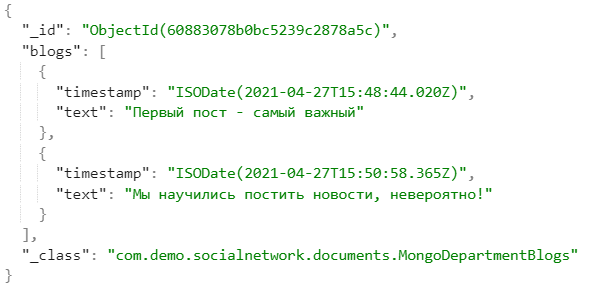 {
  "_id": "ObjectId(60883078b0bc5239c2878a5c)",
  "blogs": [
    {
      "timestamp": "ISODate(2021-04-27T15:48:44.020Z)",
      "text": "Первый пост - самый важный"
    },
    {
      "timestamp": "ISODate(2021-04-27T15:50:58.365Z)",
      "text": "Мы научились постить новости, невероятно!"
    }
  ],
  "_class": "com.demo.socialnetwork.documents.MongoDepartmentBlogs"
}